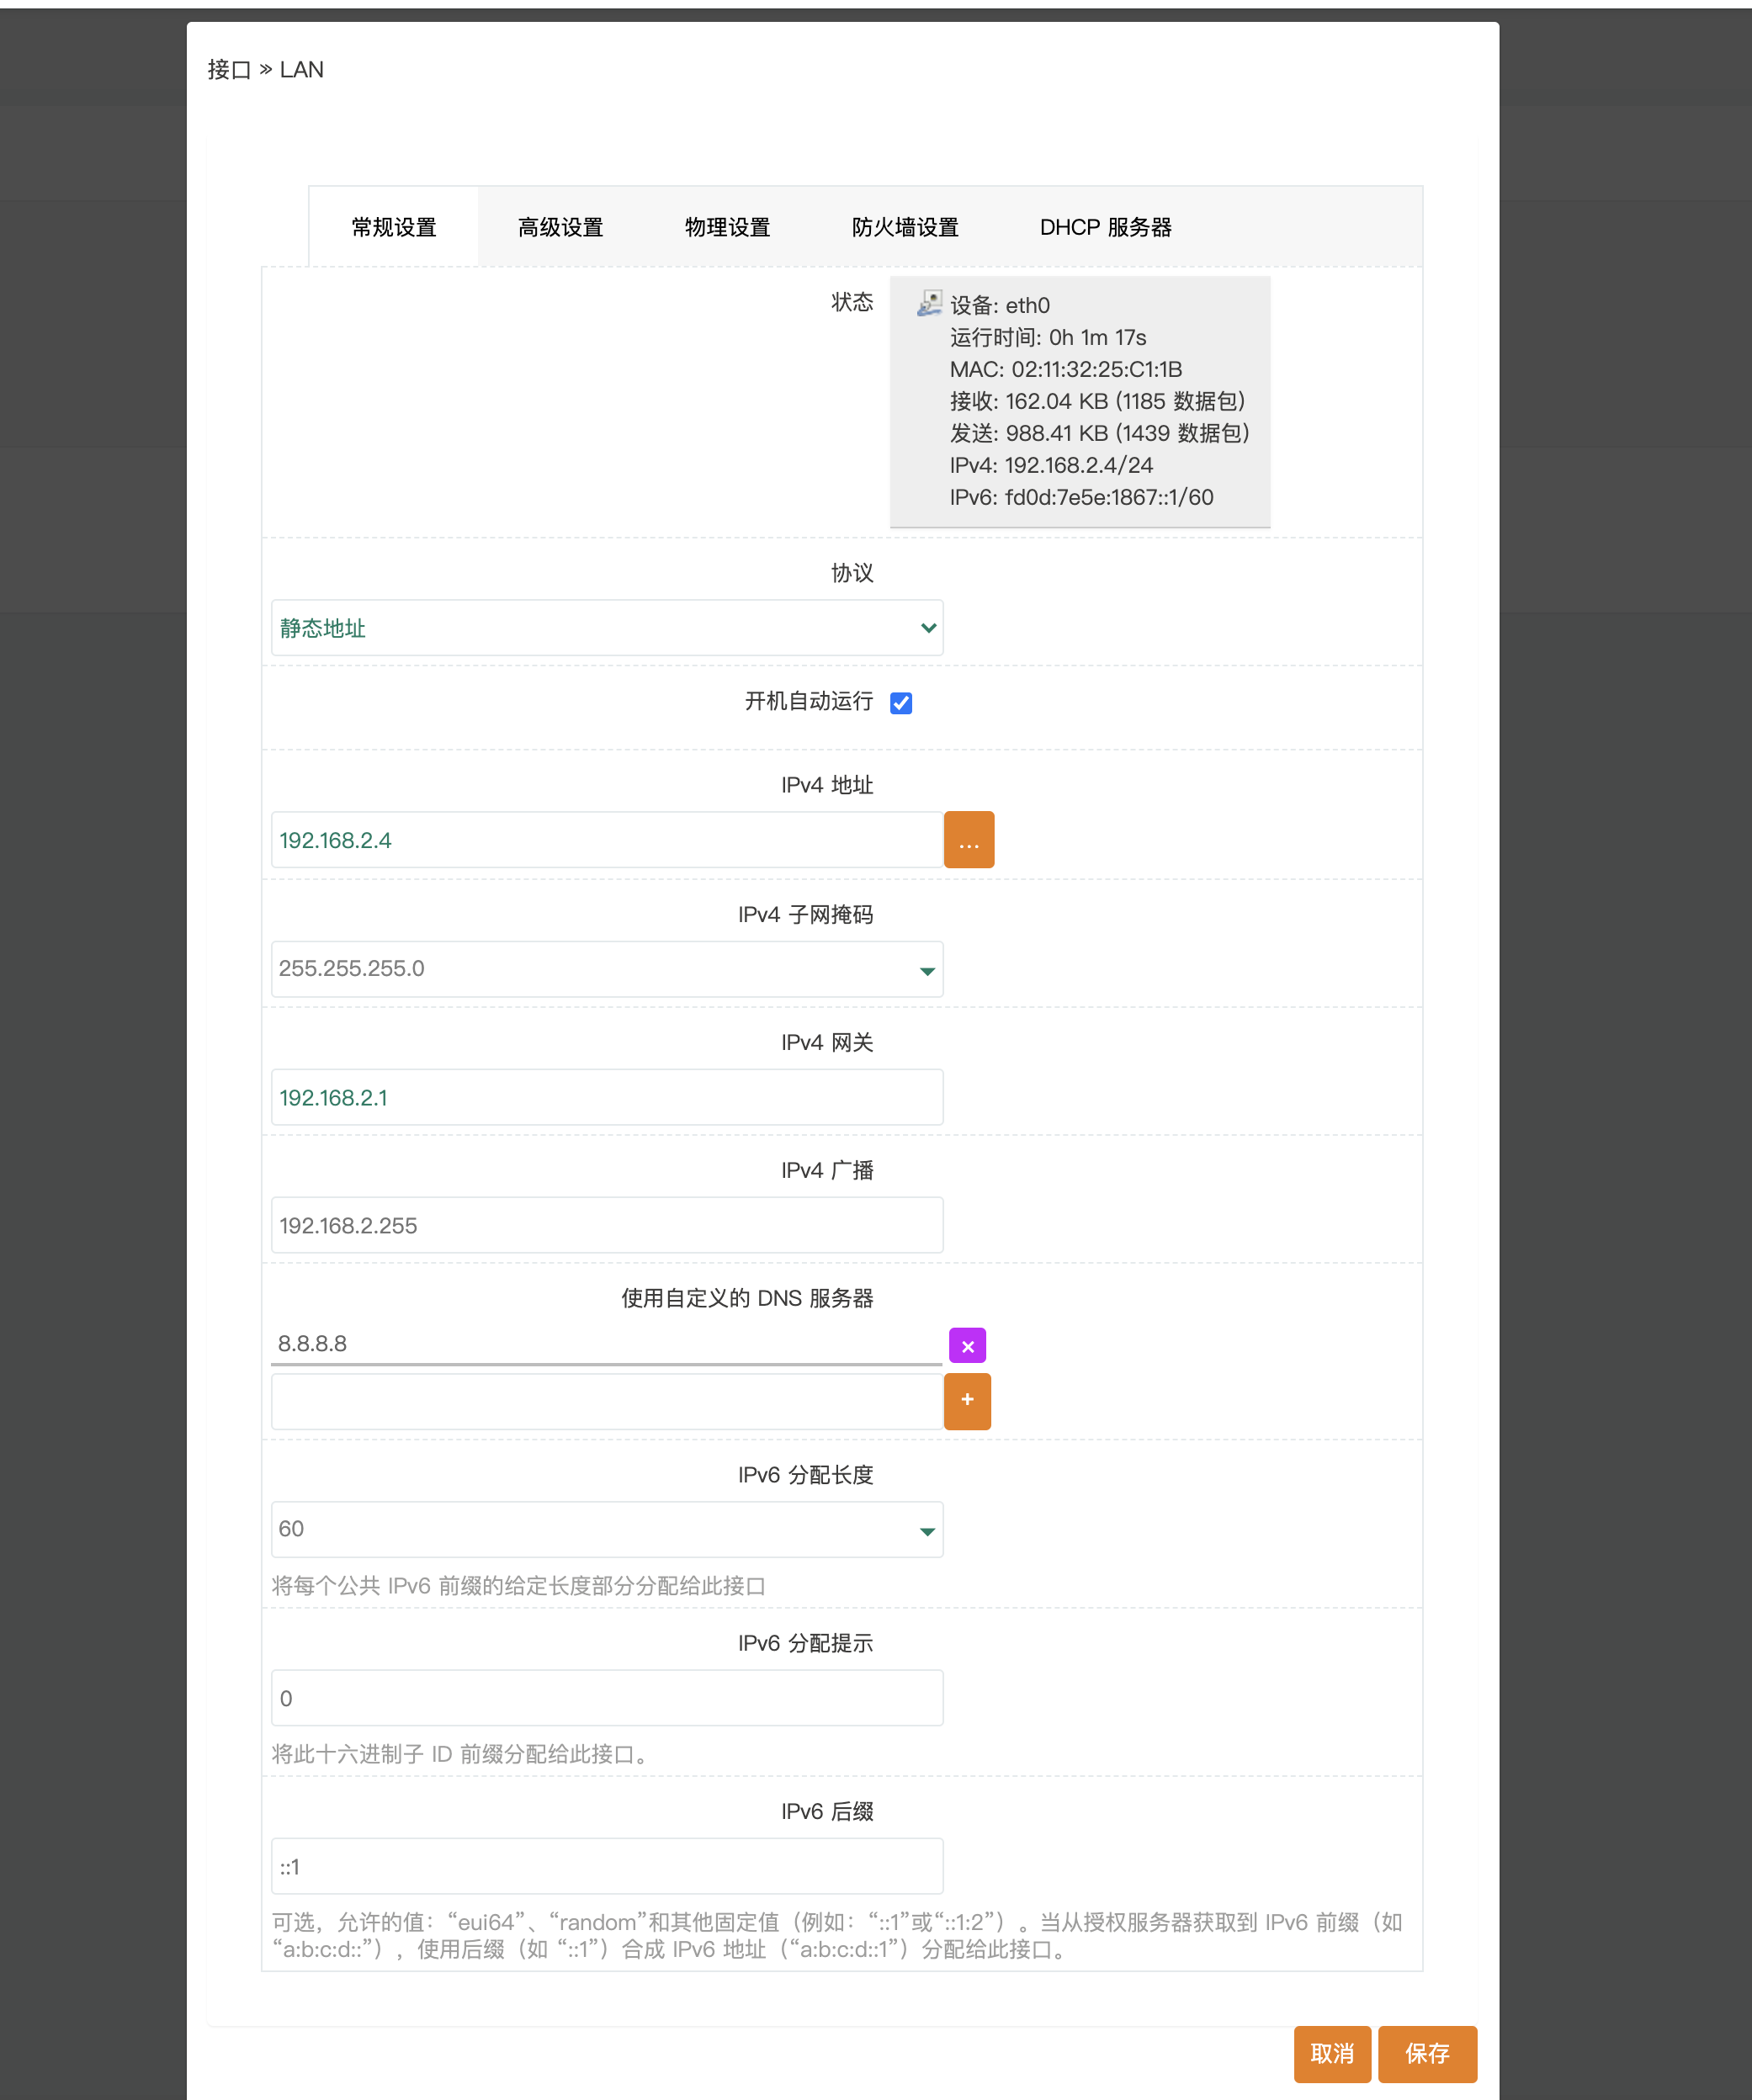 接口 » LAN
常规设置
高级设置
物理设置
防火墙设置
DHCP 服务器
状态
设备: eth0
运行时间: 0h 1m 17s
MAC: 02:11:32:25:C1:1B
接收: 162.04 KB (1185 数据包)
发送: 988.41 KB (1439 数据包)
IPv4: 192.168.2.4/24
IPv6: fd0d:7e5e:1867::1/60
协议
静态地址
开机自动运行
IPv4 地址
192.168.2.4
...
IPv4 子网掩码
255.255.255.0
IPv4 网关
192.168.2.1
IPv4 广播
192.168.2.255
使用自定义的 DNS 服务器
8.8.8.8
×
+
IPv6 分配长度
60
将每个公共 IPv6 前缀的给定长度部分分配给此接口
IPv6 分配提示
0
将此十六进制子 ID 前缀分配给此接口。
IPv6 后缀
::1
可选，允许的值：“eui64”、“random”和其他固定值（例如：“::1”或“::1:2”）。当从授权服务器获取到 IPv6 前缀（如
“a:b:c:d::”），使用后缀（如 “::1”）合成 IPv6 地址（“a:b:c:d::1”）分配给此接口。
取消
保存